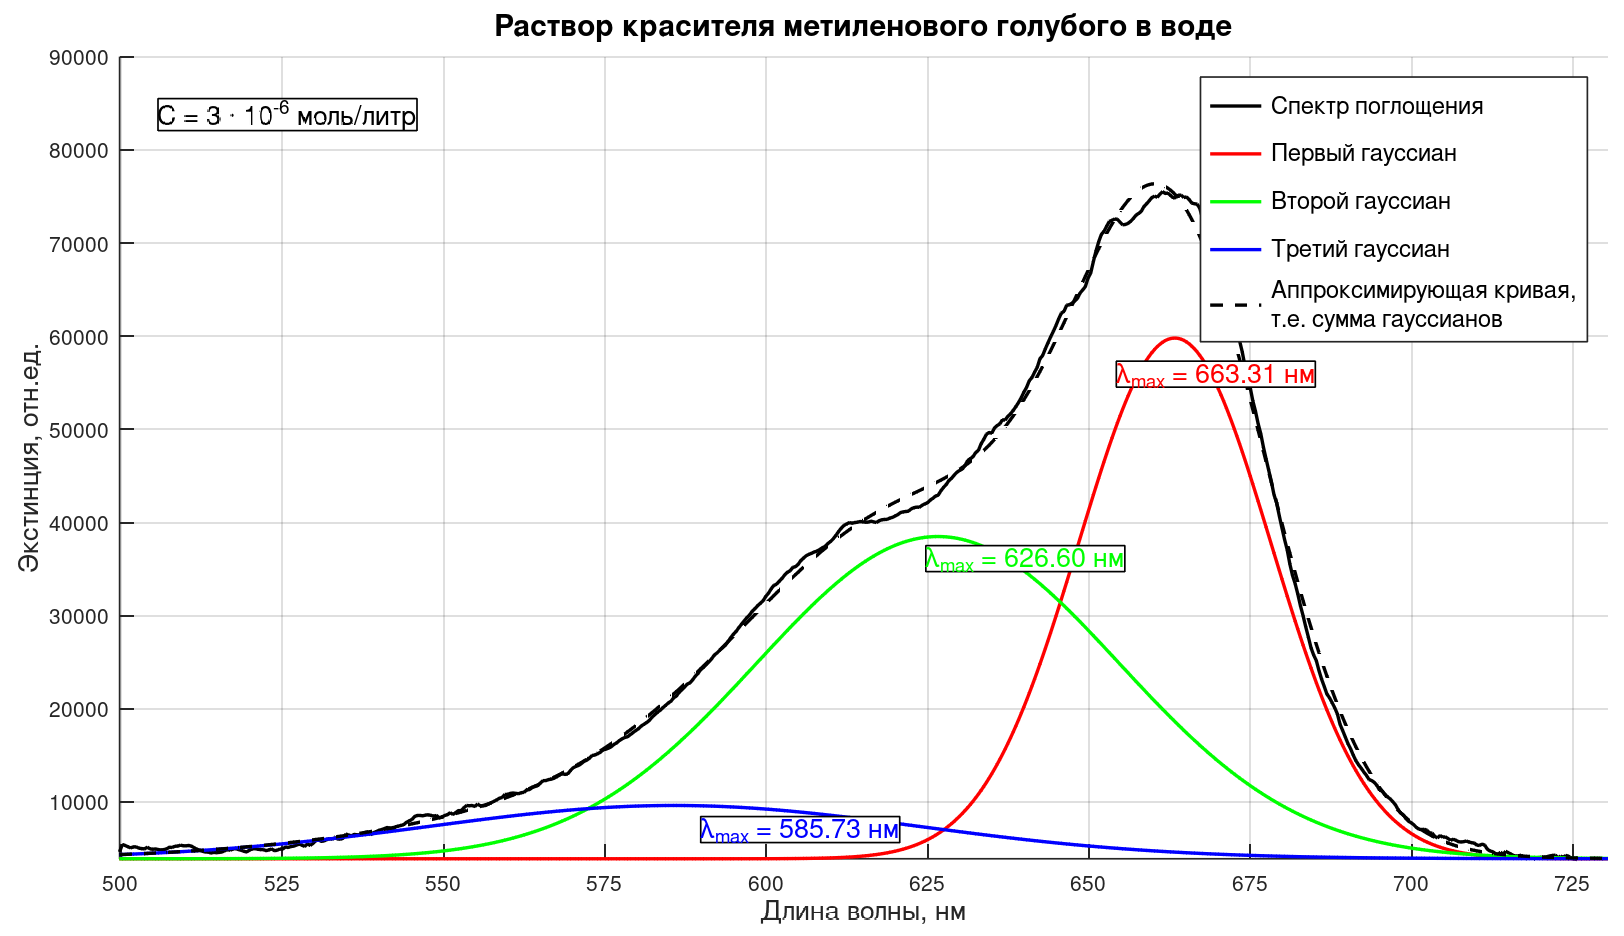 Раствор красителя метиленового голубого в воде
C = 3 · 10⁻⁶ моль/литр
Спектр поглощения
Первый гауссиан
Второй гауссиан
Третий гауссиан
Аппроксимирующая кривая,
т.е. сумма гауссианов
90000
80000
70000
60000
50000
40000
30000
20000
10000
Экстинция, отн.ед.
λmax = 663.31 нм
λmax = 626.60 нм
λmax = 585.73 нм
500 525 550 575 600 625 650 675 700 725
Длина волны, нм